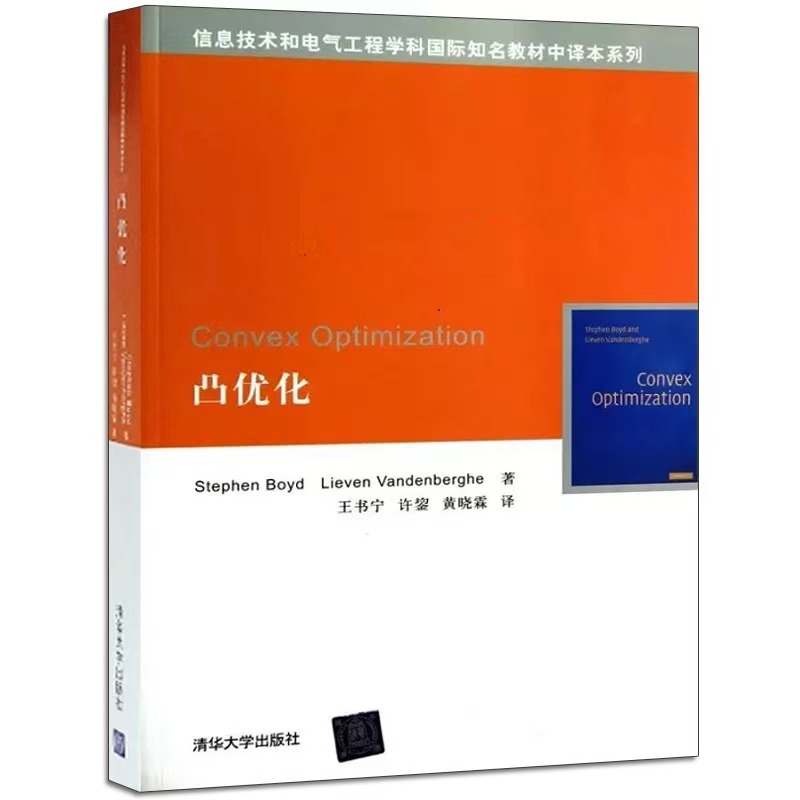 信息技术和电气工程学科国际知名教材中译本系列
Convex Optimization
凸优化
Stephen Boyd and
Lieven Vandenberghe
Convex
Optimization
Stephen Boyd Lieven Vandenberghe 著
王书宁 许鋆 黄晓霖 译
清华大学出版社
凸优化
清华大学出版社